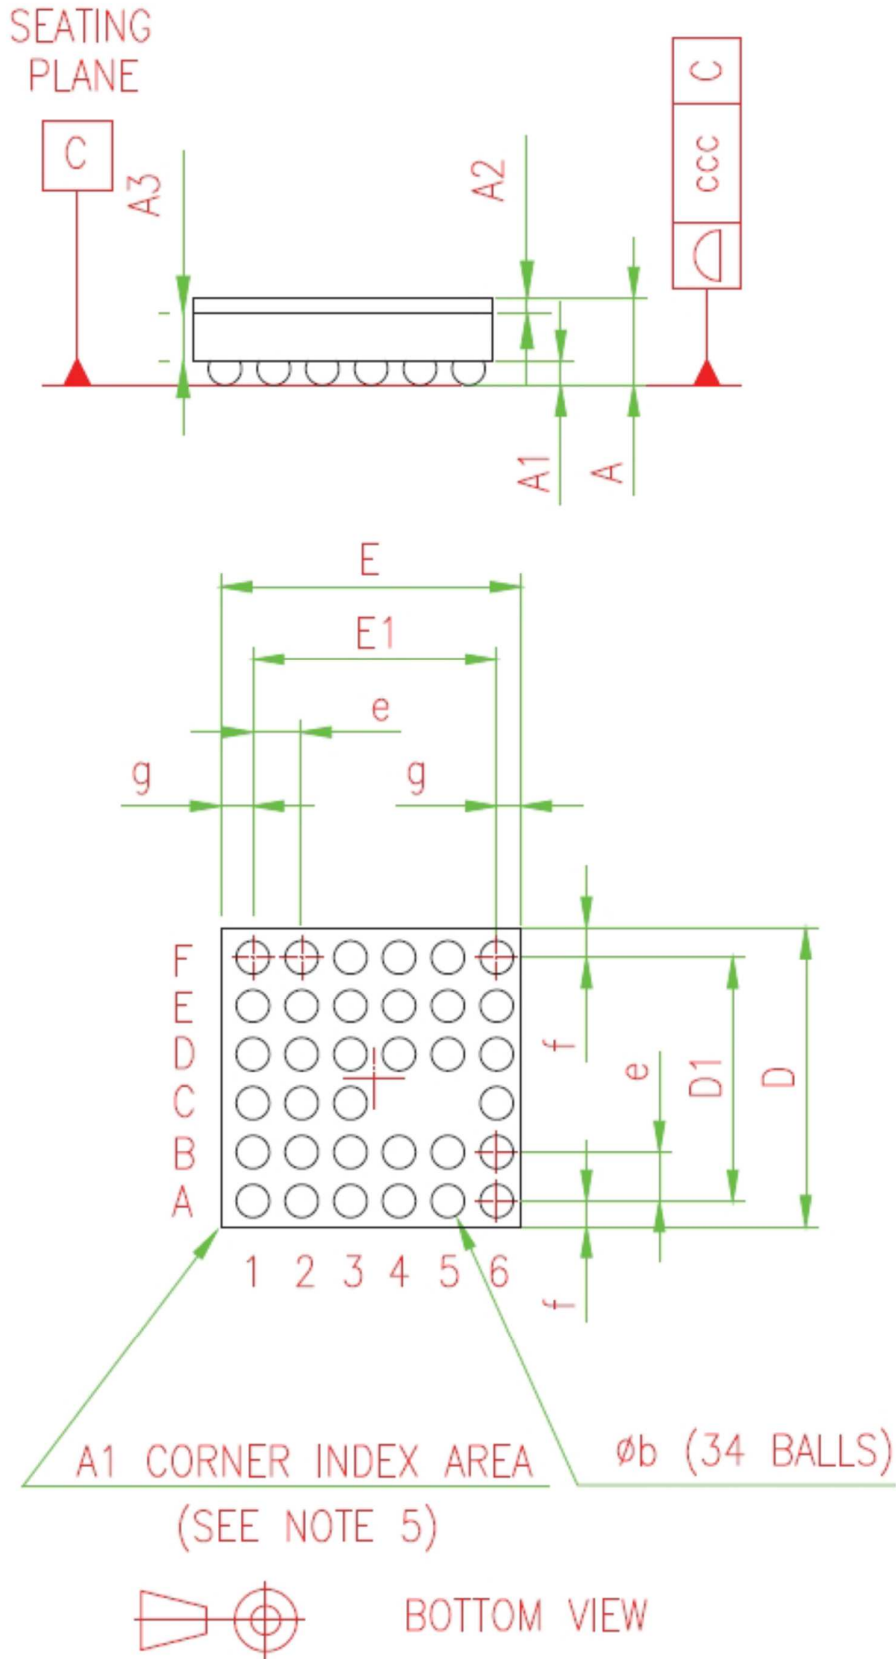 SEATING
PLANE
C
A3
A2
C
ccc
A1
A
E
E1
e
g
g
F
E
D
C
B
A
f
e
D1
D
f
1 2 3 4 5 6
A1 CORNER INDEX AREA
(SEE NOTE 5)
øb (34 BALLS)
BOTTOM VIEW